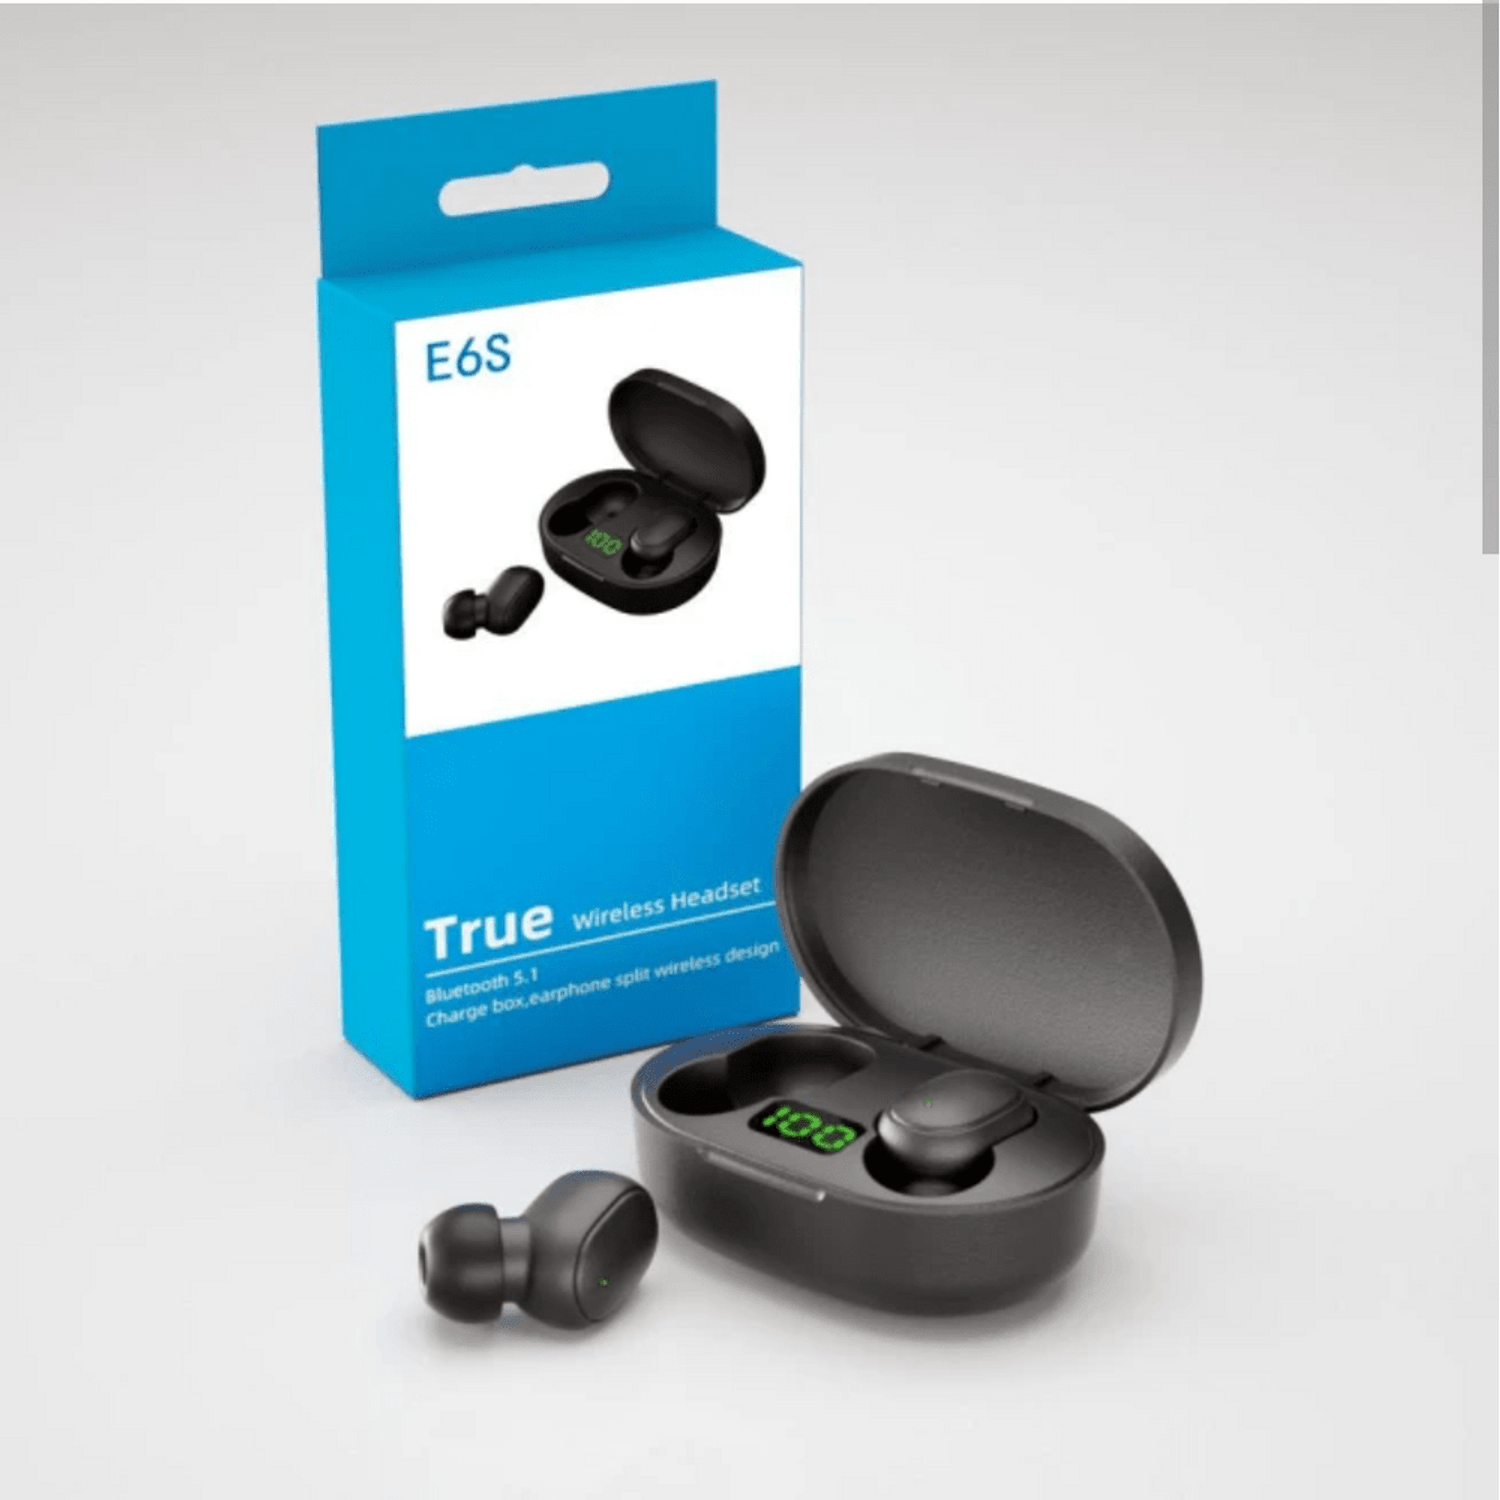 E6S
100
True Wireless Headset
Bluetooth 5.1
Charge box,earphone split wireless design
100